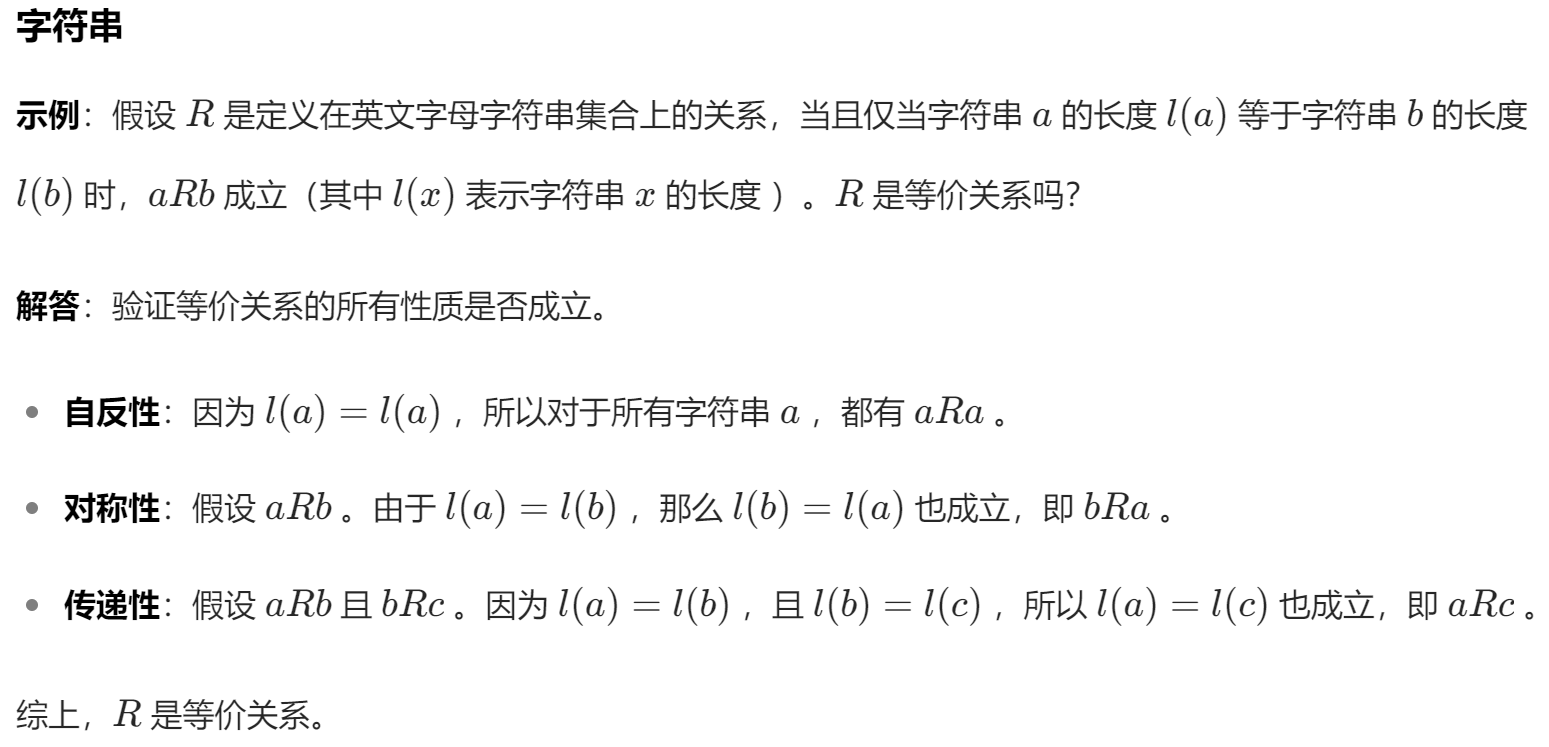 字符串
示例：假设 R 是定义在英文字母字符串集合上的关系，当且仅当字符串 a 的长度 l(a) 等于字符串 b 的长度
l(b) 时，aRb 成立（其中 l(x) 表示字符串 x 的长度 ）。R 是等价关系吗？
解答：验证等价关系的所有性质是否成立。
• 自反性：因为 l(a) = l(a) ，所以对于所有字符串 a ，都有 aRa 。
• 对称性：假设 aRb 。由于 l(a) = l(b) ，那么 l(b) = l(a) 也成立，即 bRa 。
• 传递性：假设 aRb 且 bRc 。因为 l(a) = l(b) ，且 l(b) = l(c) ，所以 l(a) = l(c) 也成立，即 aRc 。
综上，R 是等价关系。